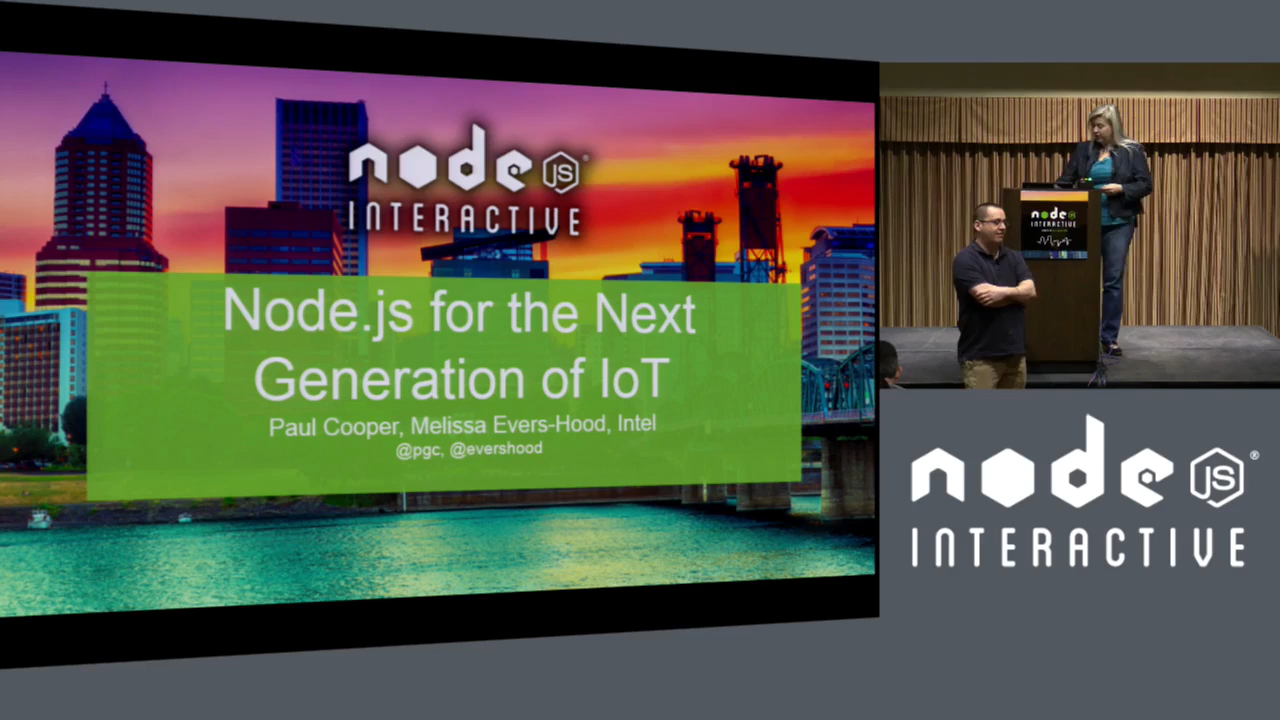 node JS
INTERACTIVE
Node.js for the Next
Generation of IoT
Paul Cooper, Melissa Evers-Hood, Intel
@pgc, @evershood
node JS
INTERACTIVE
node JS ®
INTERACTIVE